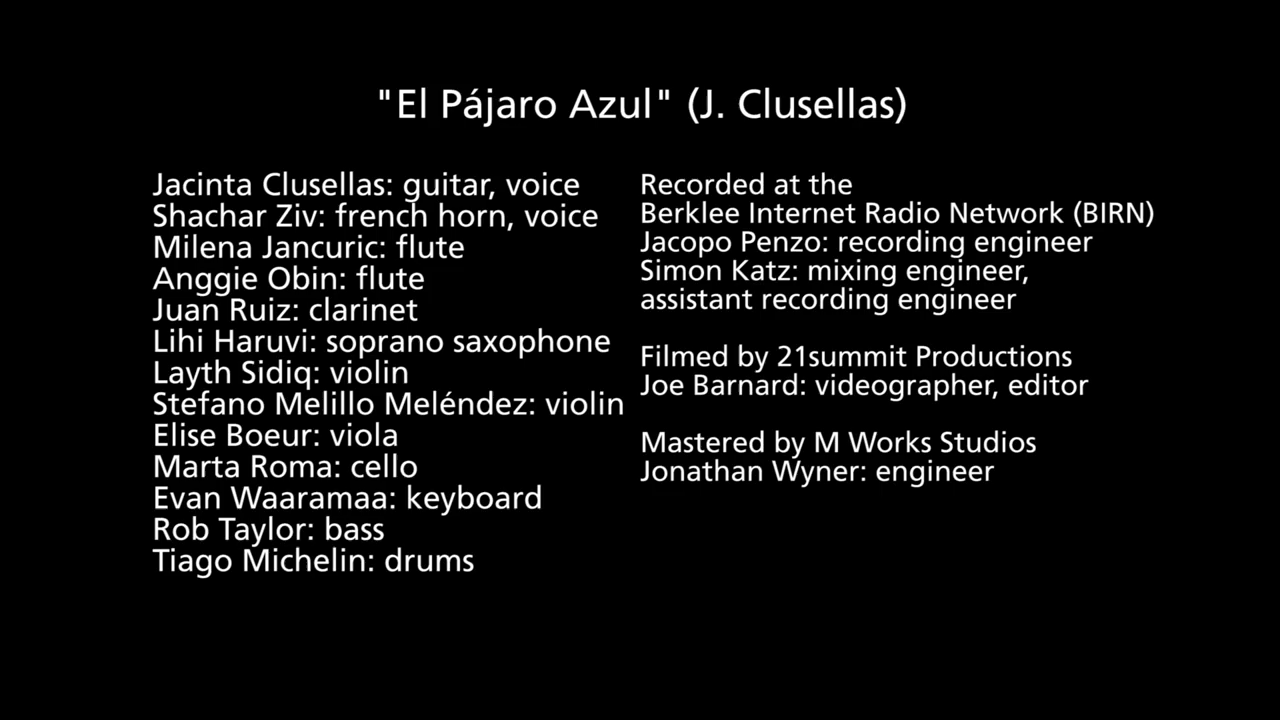 "El Pájaro Azul" (J. Clusellas)
Jacinta Clusellas: guitar, voice
Shachar Ziv: french horn, voice
Milena Jancuric: flute
Anggie Obin: flute
Juan Ruiz: clarinet
Lihi Haruvi: soprano saxophone
Layth Sidiq: violin
Stefano Melillo Meléndez: violin
Elise Boeur: viola
Marta Roma: cello
Evan Waaramaa: keyboard
Rob Taylor: bass
Tiago Michelin: drums
Recorded at the
Berklee Internet Radio Network (BIRN)
Jacopo Penzo: recording engineer
Simon Katz: mixing engineer,
assistant recording engineer
Filmed by 21summit Productions
Joe Barnard: videographer, editor
Mastered by M Works Studios
Jonathan Wyner: engineer